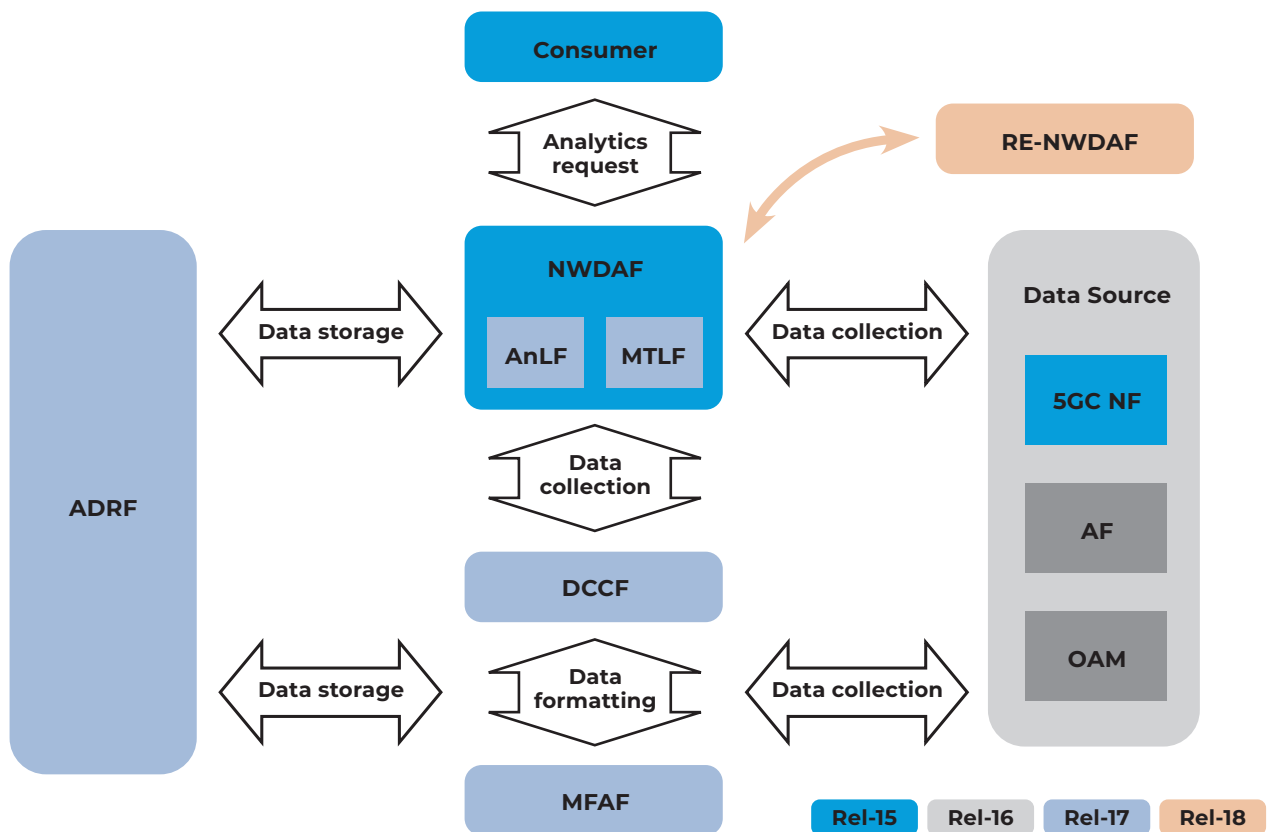 Consumer
Analytics
request
RE-NWDAF
NWDAF
AnLF
MTLF
Data storage
Data collection
Data Source
5GC NF
AF
OAM
Data
collection
ADRF
DCCF
Data storage
Data
formatting
Data collection
MFAF
Rel-15
Rel-16
Rel-17
Rel-18